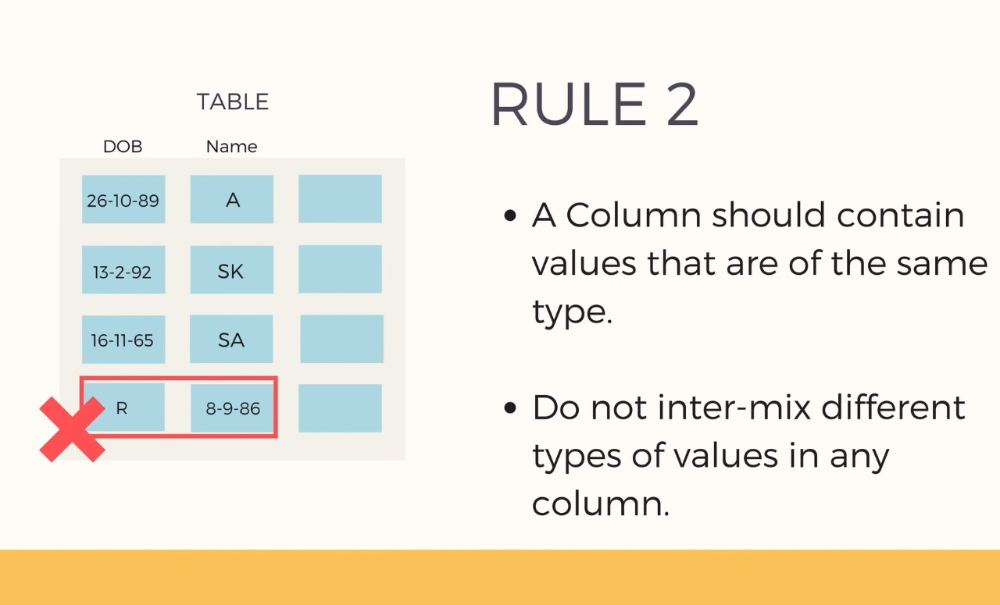 TABLE
DOB Name
26-10-89 A
13-2-92 SK
16-11-65 SA
R 8-9-86
RULE 2
• A Column should contain
values that are of the same
type.
• Do not inter-mix different
types of values in any
column.